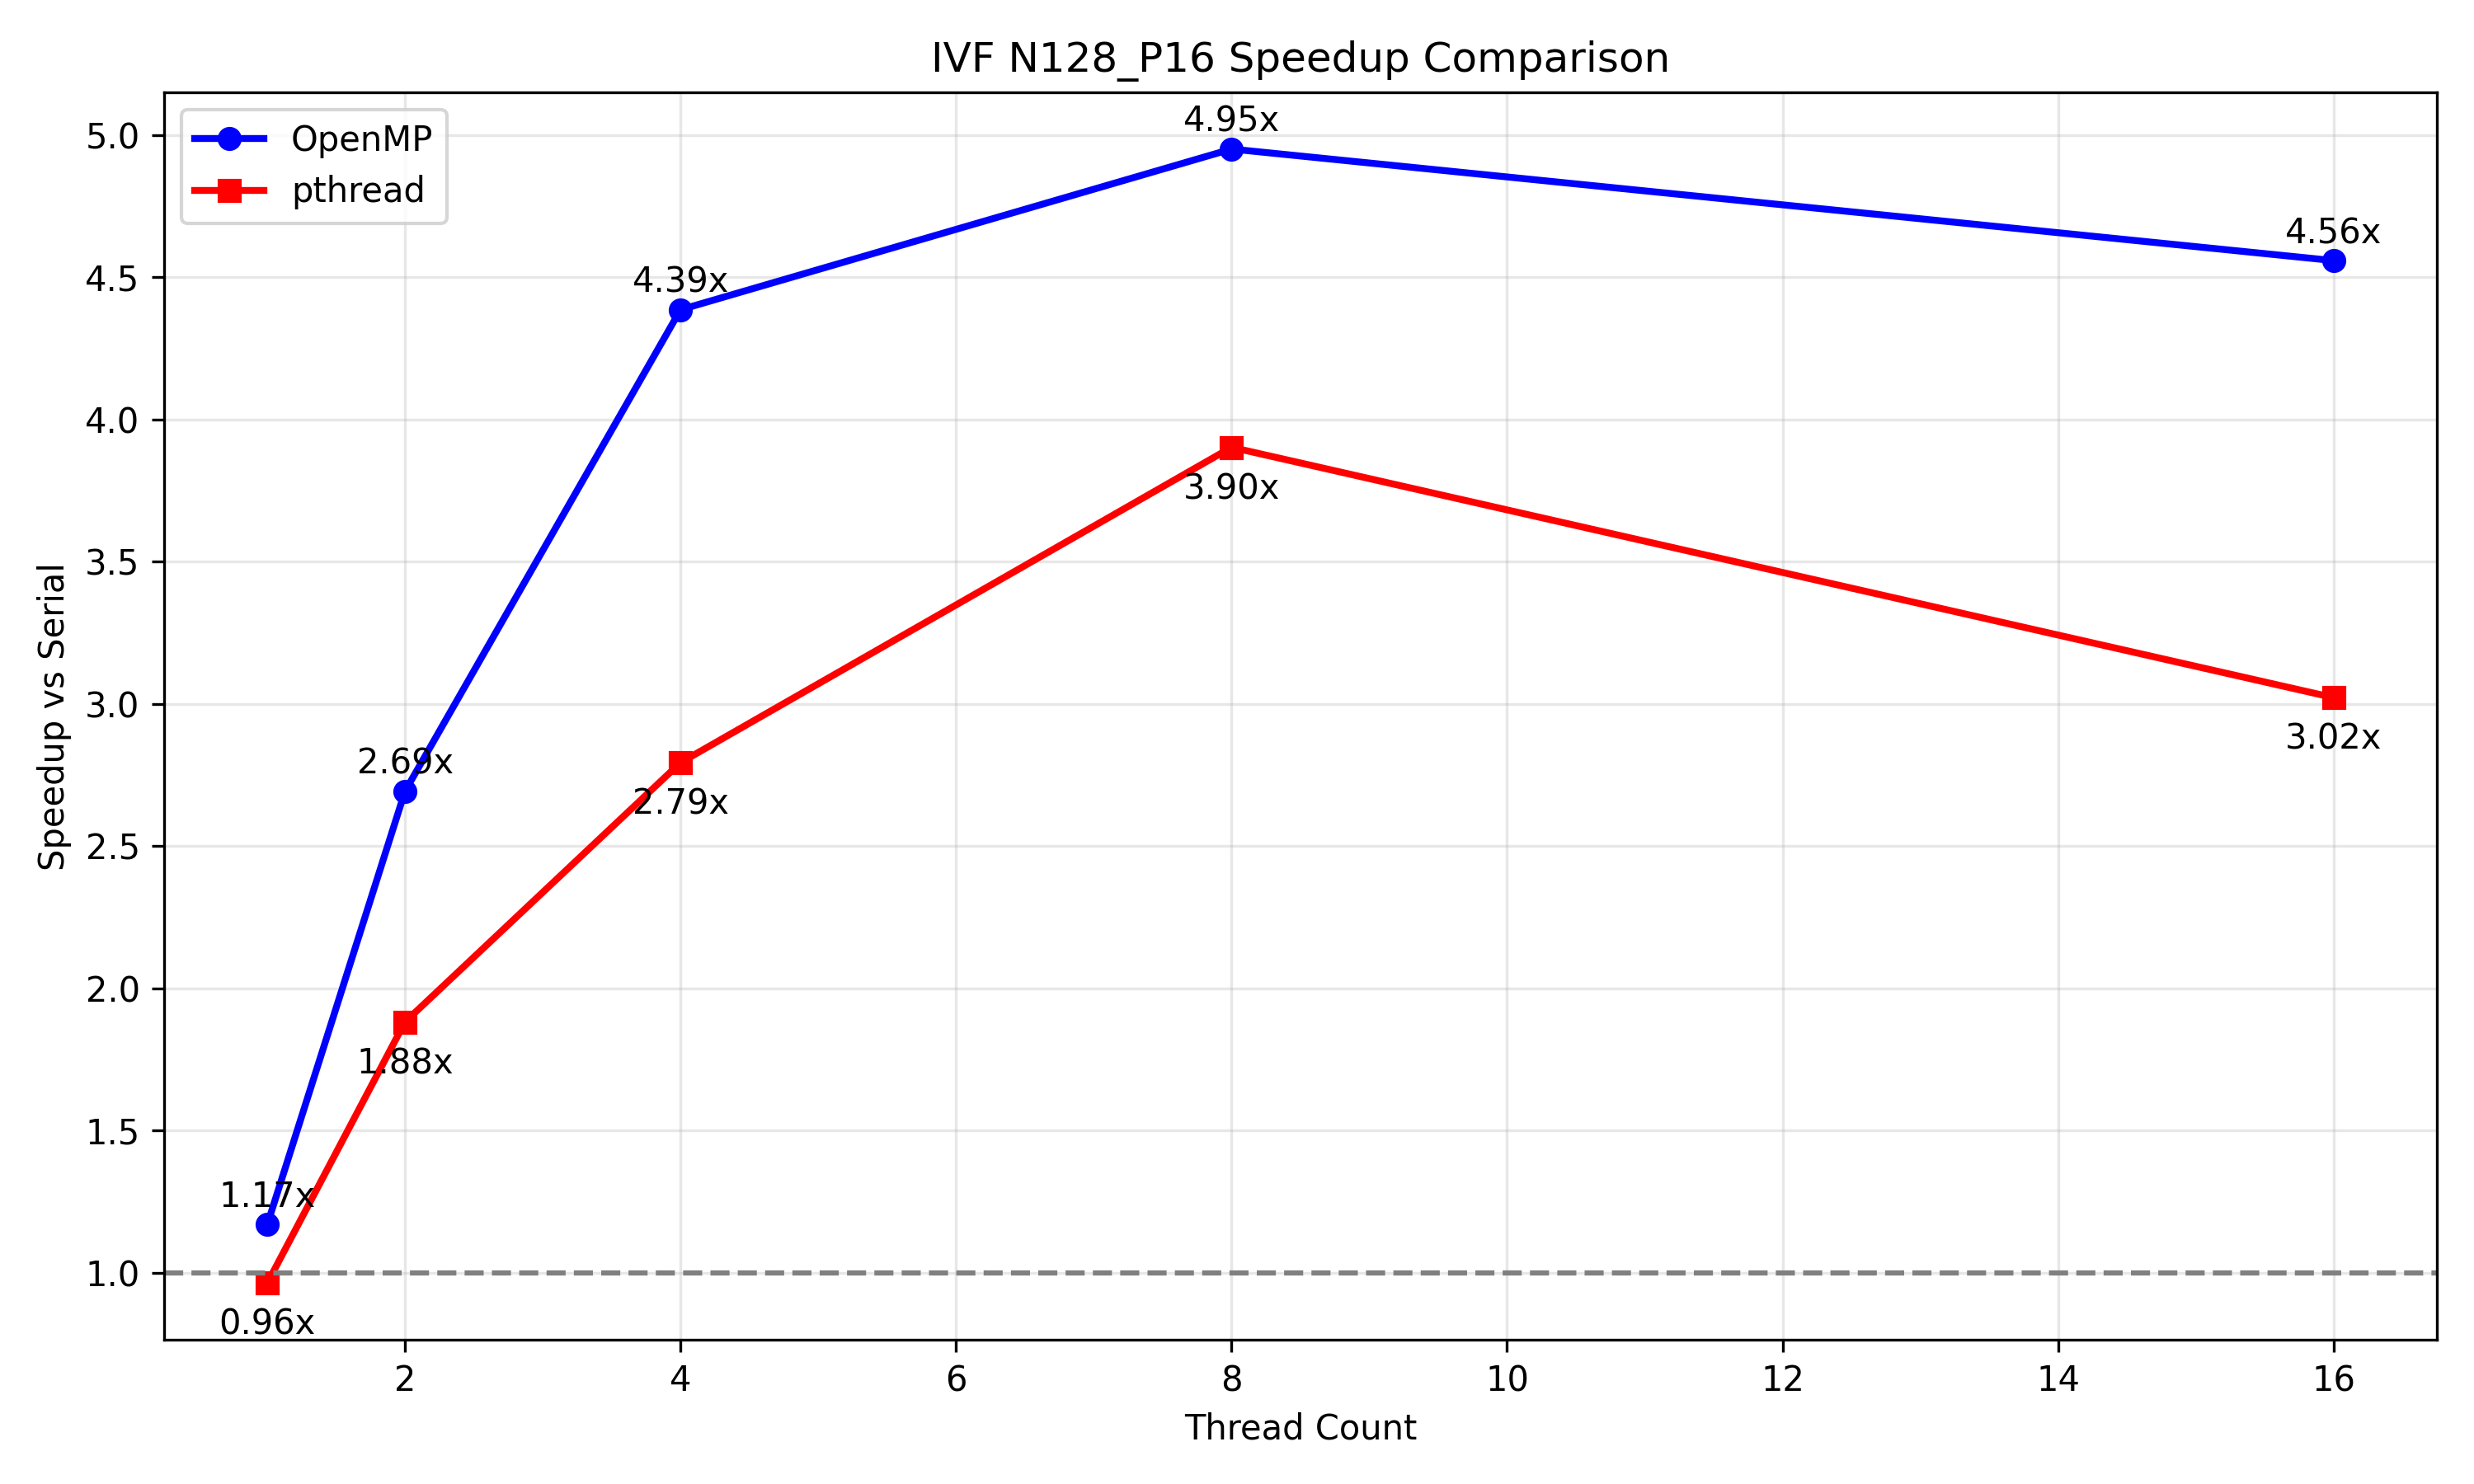 IVF N128_P16 Speedup Comparison
OpenMP
pthread
Speedup vs Serial
5.0
4.5
4.0
3.5
3.0
2.5
2.0
1.5
1.0
4.95x
4.56x
4.39x
3.90x
3.02x
2.69x
2.79x
1.88x
1.17x
0.96x
2 4 6 8 10 12 14 16
Thread Count